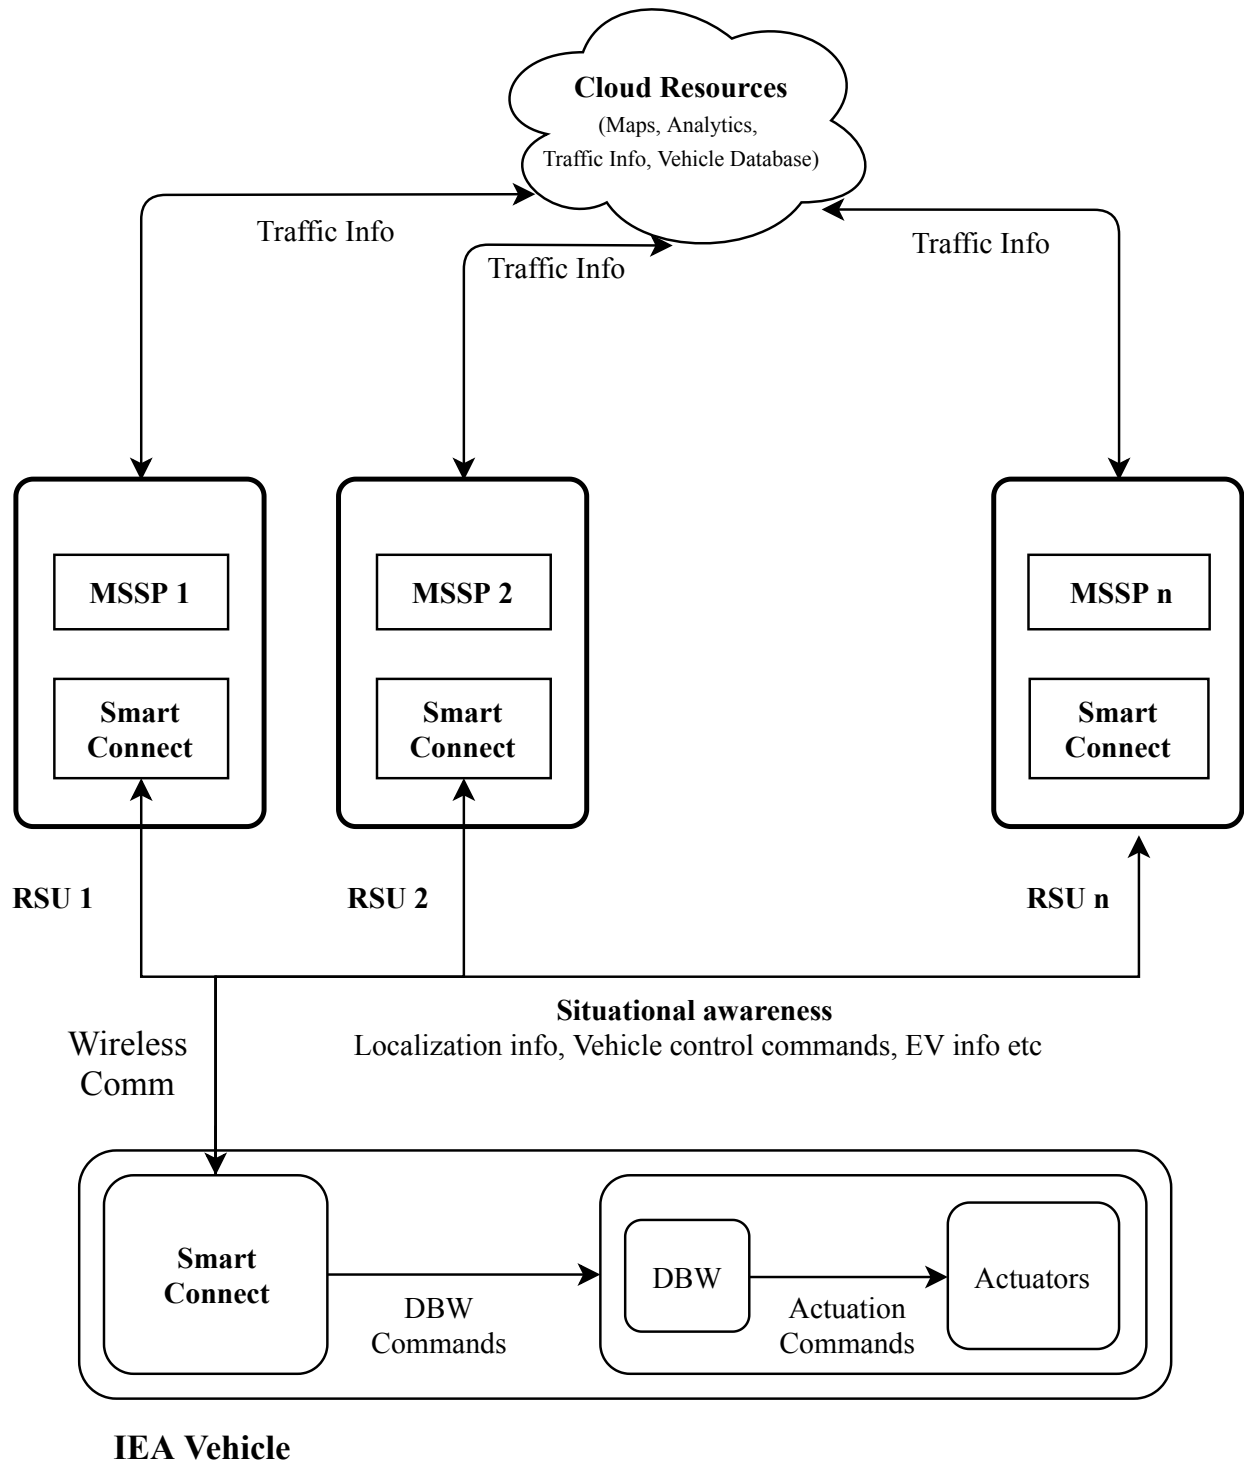 Cloud Resources
(Maps, Analytics,
Traffic Info, Vehicle Database)
Traffic Info
Traffic Info
Traffic Info
MSSP 1
MSSP 2
MSSP n
Smart
Connect
Smart
Connect
Smart
Connect
RSU 1
RSU 2
RSU n
Situational awareness
Localization info, Vehicle control commands, EV info etc
Wireless
Comm
Smart
Connect
DBW
Commands
DBW
Actuation
Commands
Actuators
IEA Vehicle